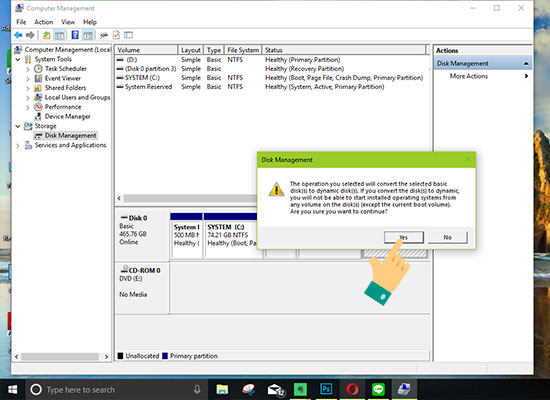 Computer Management
File Action View Help
Computer Management (Local
System Tools
Task Scheduler
Event Viewer
Shared Folders
Local Users and Groups
Performance
Device Manager
Storage
Disk Management
Services and Applications
Volume Layout Type File System Status
(D:) Simple Basic NTFS Healthy (Primary Partition)
(Disk 0 partition 3) Simple Basic Healthy (Recovery Partition)
SYSTEM (C:) Simple Basic NTFS Healthy (Boot, Page File, Crash Dump, Primary Partition)
System Reserved Simple Basic NTFS Healthy (System, Active, Primary Partition)
Actions
Disk Management
More Actions
Disk Management
The operation you selected will convert the selected basic
disk(s) to dynamic disk(s). If you convert the disk(s) to dynamic,
you will not be able to start installed operating systems from
any volume on the disk(s) (except the current boot volume).
Are you sure you want to continue?
Yes No
Disk 0
Basic
465.76 GB
Online
System
500 MB
Healthy (
SYSTEM (C:)
74.21 GB NTFS
Healthy (Boot, Pa
CD-ROM 0
DVD (E:)
No Media
Unallocated Primary partition
Type here to search
12
Ps